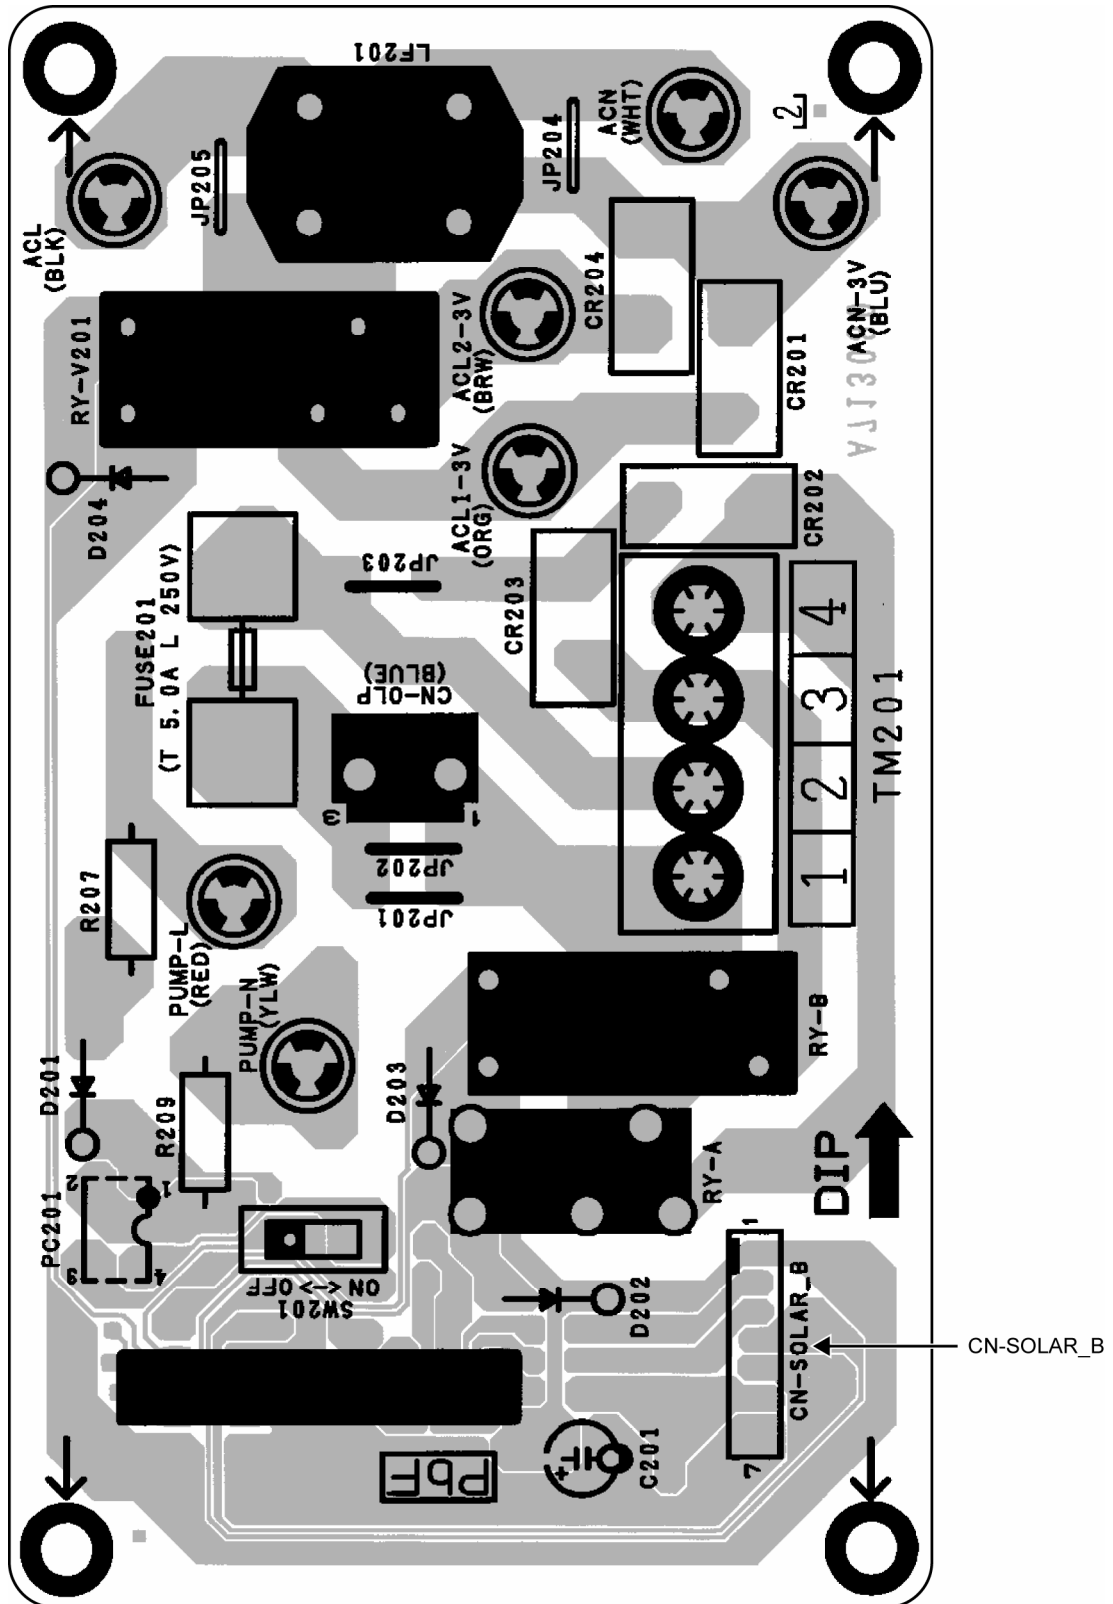 LF201
ACN
(WHT)
2
JP204
JP205
ACL
(BLK)
CR204
ACN-3V
(BLU)
RY-V201
ACL2-3V
(BRW)
CR201
ACL1-3V
(ORG)
D204
CR202
JP203
FUSE201
(T 5.0A L 250V)
CR203
4
3
2
1
TM201
CN-OLP
(BLUE)
3
1
JP202
JP201
R207
PUMP-L
(RED)
PUMP-N
(YLW)
RY-B
D201
D203
R209
RY-A
DIP
PC201
2
1
3
4
ON <-> OFF
SW201
D202
1
CN-SOLAR_B
7
CN-SOLAR_B
C201
+
PbF